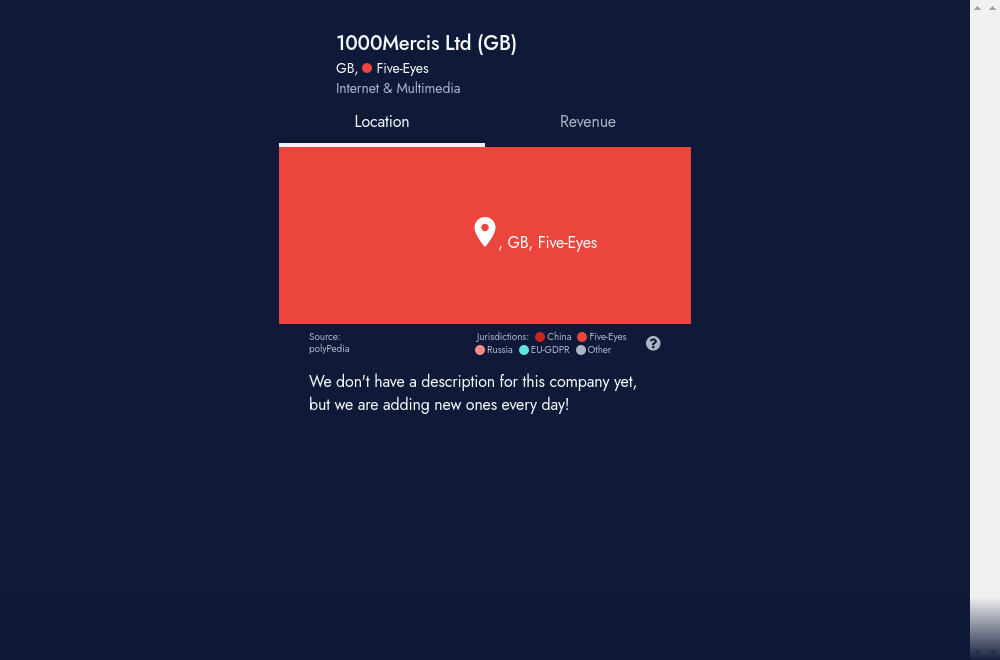 1000Mercis Ltd (GB)
GB, Five-Eyes
Internet & Multimedia
Location
Revenue
, GB, Five-Eyes
Source:
polyPedia
Jurisdictions: China Five-Eyes
Russia EU-GDPR Other
?
We don't have a description for this company yet,
but we are adding new ones every day!